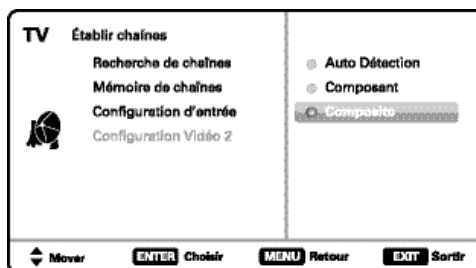 TV
Établir chaînes
Recherche de chaînes
Mémoire de chaînes
Configuration d'entrée
Configuration Vidéo 2
Auto Détection
Composant
Composite
Mover ENTER Choisir MENU Retour EXIT Sortir